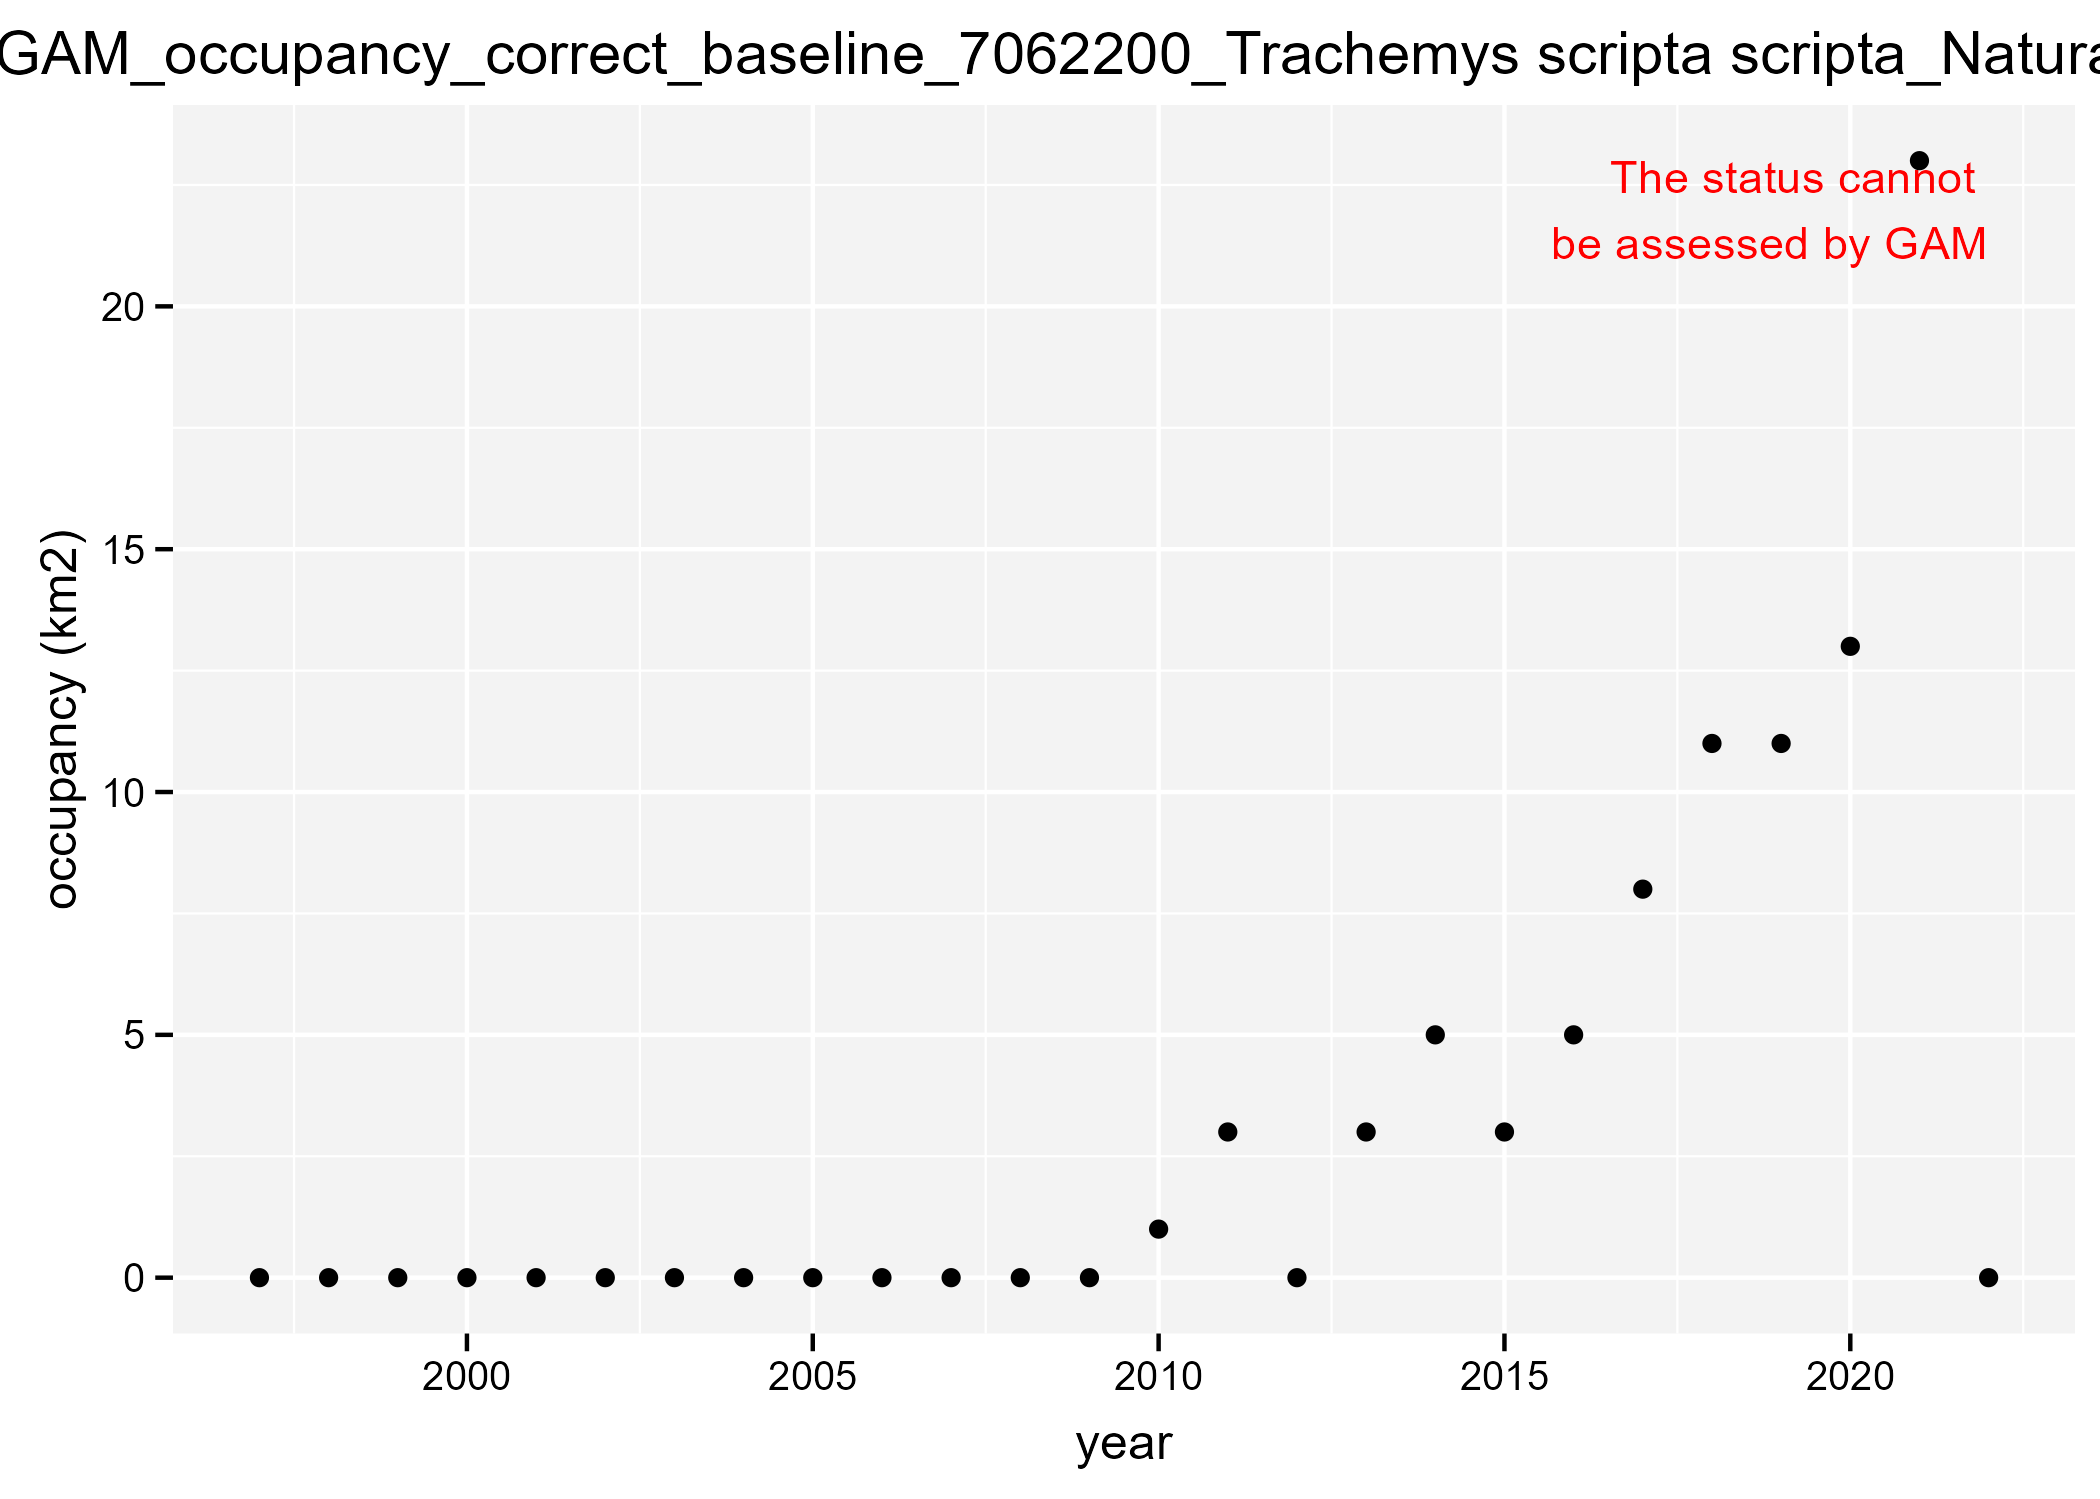 GAM_occupancy_correct_baseline_7062200_Trachemys scripta scripta_Natura
The status cannot
be assessed by GAM
20
15
10
5
0
occupancy (km2)
2000 2005 2010 2015 2020
year